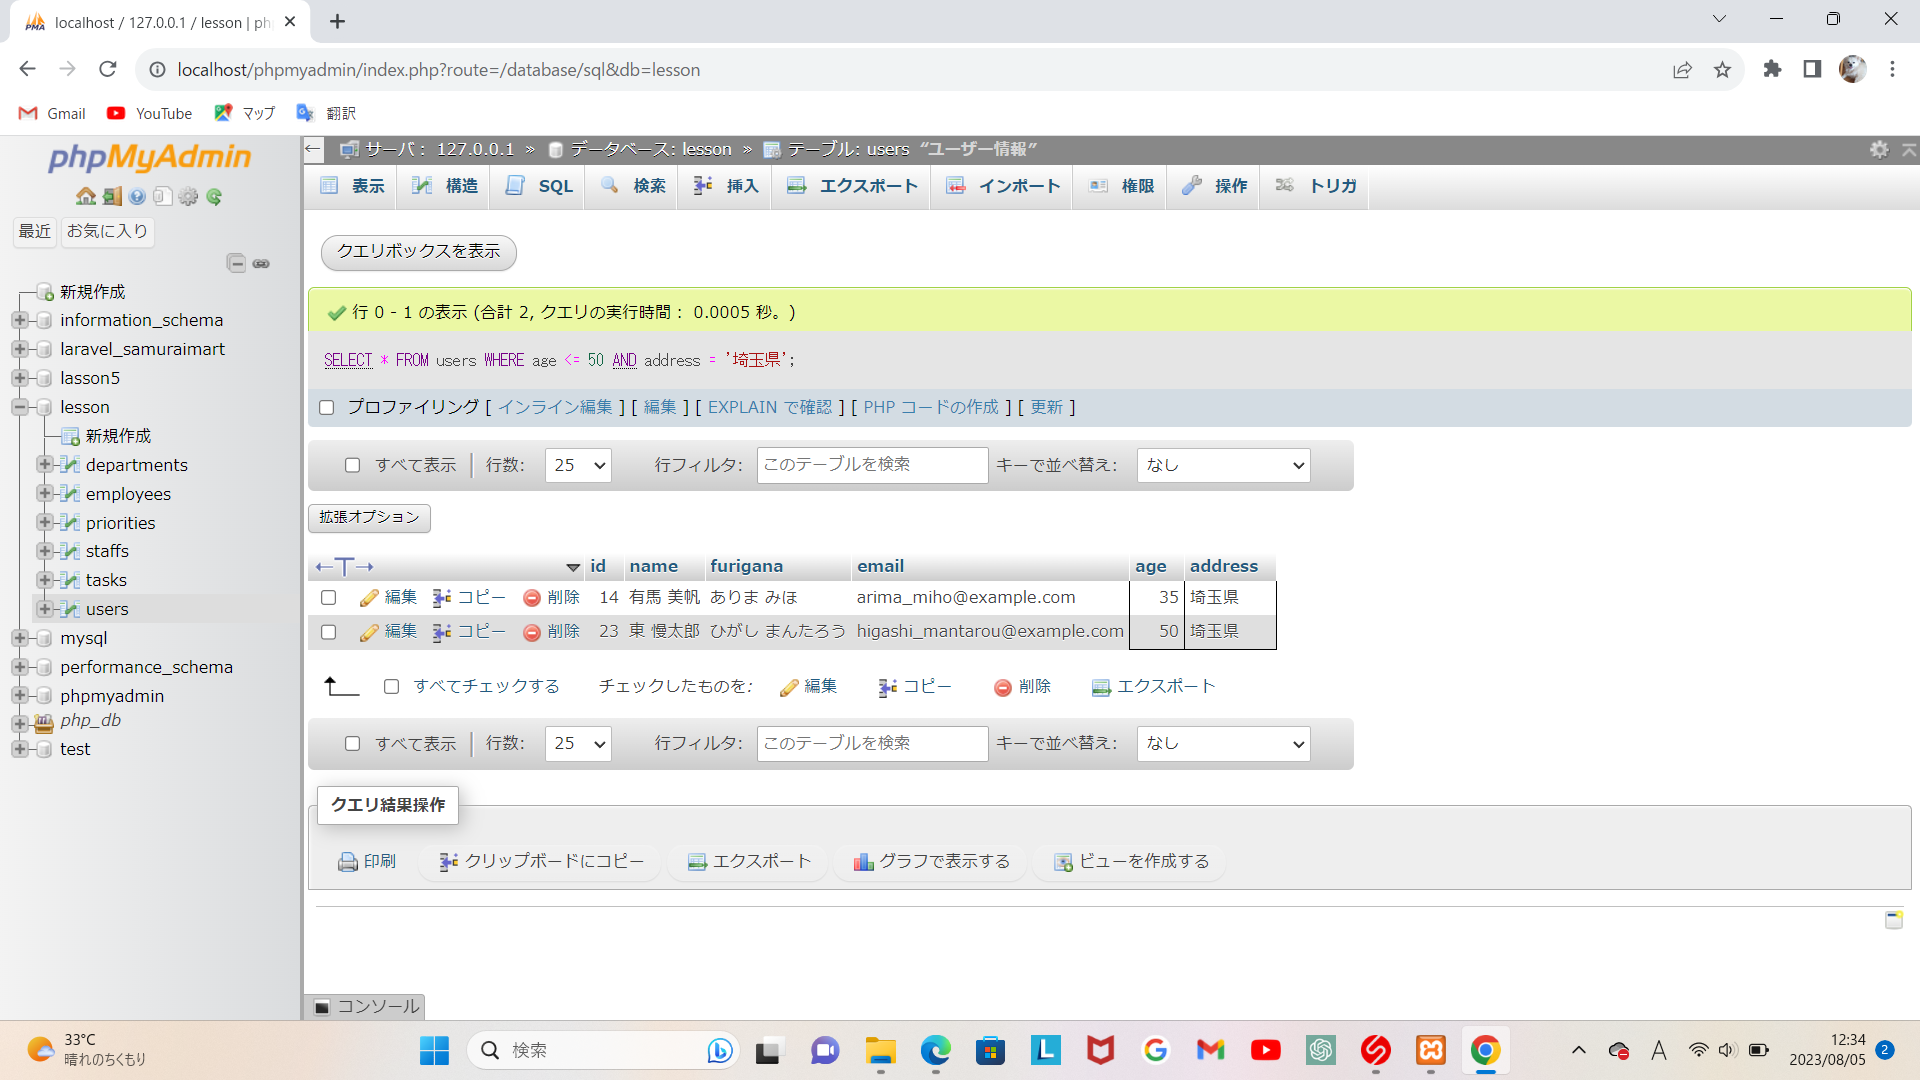 localhost / 127.0.0.1 / lesson | ph
localhost/phpmyadmin/index.php?route=/database/sql&db=lesson
Gmail YouTube マップ 翻訳
phpMyAdmin
最近 お気に入り
新規作成
information_schema
laravel_samuraimart
lasson5
lesson
新規作成
departments
employees
priorities
staffs
tasks
users
mysql
performance_schema
phpmyadmin
php_db
test
サーバ: 127.0.0.1 » データベース: lesson » テーブル: users “ユーザー情報”
表示 構造 SQL 検索 挿入 エクスポート インポート 権限 操作 トリガ
クエリボックスを表示
行 0 - 1 の表示 (合計 2, クエリの実行時間： 0.0005 秒。)
SELECT * FROM users WHERE age <= 50 AND address = '埼玉県';
プロファイリング [ インライン編集 ] [ 編集 ] [ EXPLAIN で確認 ] [ PHP コードの作成 ] [ 更新 ]
すべて表示 行数: 25 行フィルタ: このテーブルを検索 キーで並べ替え: なし
拡張オプション
←T→ id name furigana email age address
編集 コピー 削除 14 有馬 美帆 ありま みほ arima_miho@example.com 35 埼玉県
編集 コピー 削除 23 東 慢太郎 ひがし まんたろう higashi_mantarou@example.com 50 埼玉県
すべてチェックする チェックしたものを: 編集 コピー 削除 エクスポート
すべて表示 行数: 25 行フィルタ: このテーブルを検索 キーで並べ替え: なし
クエリ結果操作
印刷 クリップボードにコピー エクスポート グラフで表示する ビューを作成する
コンソール
33°C
晴れのちくもり
検索
A
12:34
2023/08/05
2